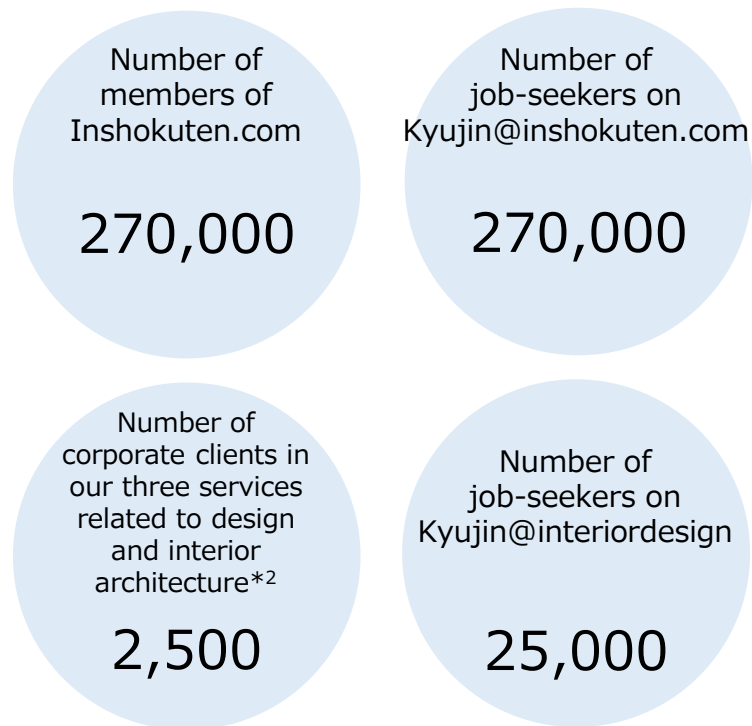 Number of
members of
Inshokuten.com
270,000
Number of
job-seekers on
Kyujin@inshokuten.com
270,000
Number of
corporate clients in
our three services
related to design
and interior
architecture*2
2,500
Number of
job-seekers on
Kyujin@interiordesign
25,000